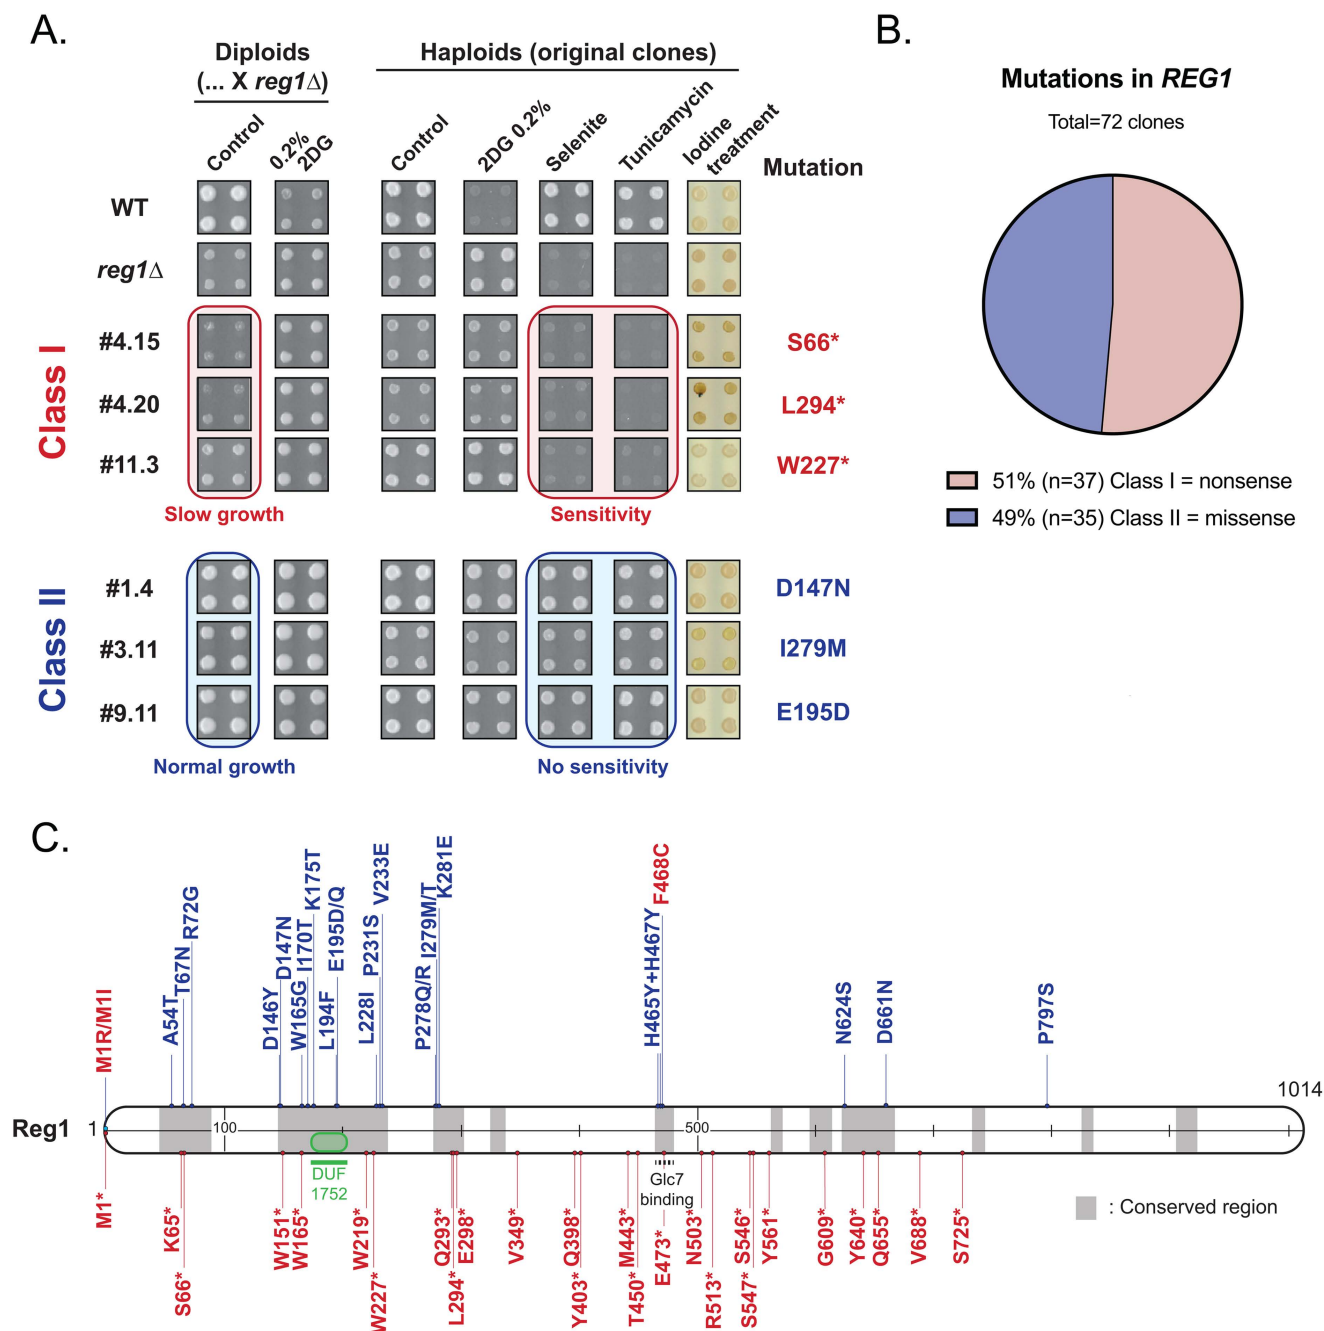 A.
Diploids
(... X reg1Δ)
Haploids (original clones)
Control
0.2%
2DG
Control
2DG 0.2%
Selenite
Tunicamycin
Iodine
treatment
Mutation
WT
reg1Δ
Class I
#4.15
S66*
#4.20
L294*
#11.3
W227*
Slow growth
Sensitivity
Class II
#1.4
D147N
#3.11
I279M
#9.11
E195D
Normal growth
No sensitivity
B.
Mutations in REG1
Total=72 clones
51% (n=37) Class I = nonsense
49% (n=35) Class II = missense
C.
M1R/M1I
A54T
T67N
R72G
D146Y
D147N
W165G
I170T
K175T
L194F
E195D/Q
L228I
P231S
V233E
P278Q/R
I279M/T
K281E
H465Y+H467Y
F468C
N624S
D661N
P797S
1014
Reg1
1
100
500
DUF
1752
Glc7
binding
: Conserved region
M1*
K65*
S66*
W151*
W165*
W219*
W227*
Q293*
L294*
E298*
V349*
Q398*
Y403*
M443*
T450*
E473*
N503*
R513*
S546*
S547*
Y561*
G609*
Y640*
Q655*
V688*
S725*